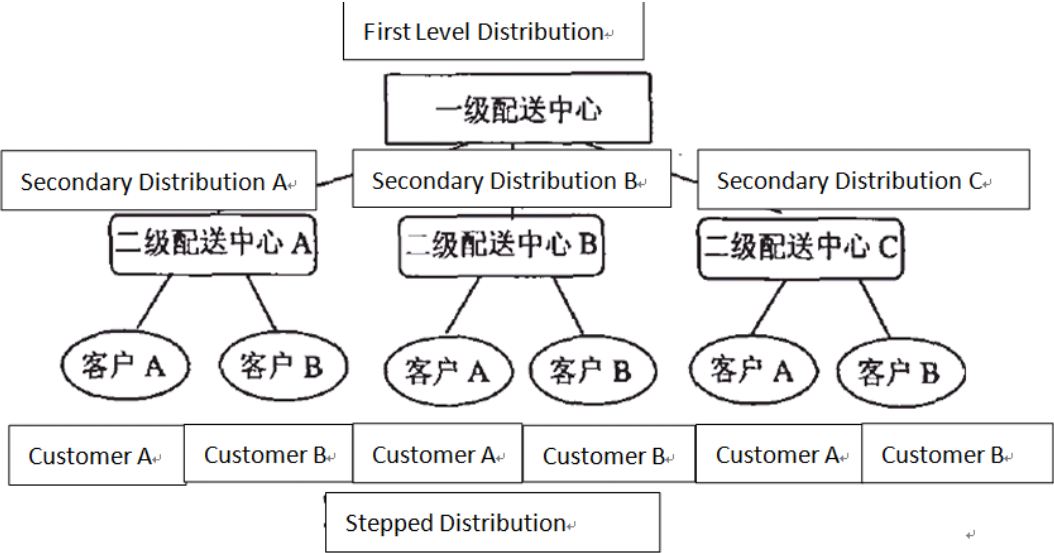 First Level Distribution
一级配送中心
Secondary Distribution A
Secondary Distribution B
Secondary Distribution C
二级配送中心 A
二级配送中心 B
二级配送中心 C
客户 A
客户 B
客户 A
客户 B
客户 A
客户 B
Customer A
Customer B
Customer A
Customer B
Customer A
Customer B
Stepped Distribution